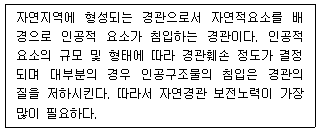 자연지역에 형성되는 경관으로서 자연적요소를 배
경으로 인공적 요소가 침입하는 경관이다. 인공적
요소의 규모 및 형태에 따라 경관훼손 정도가 결정
되며 대부분의 경우 인공구조물의 침입은 경관의
질을 저하시킨다. 따라서 자연경관 보전노력이 가장
많이 필요하다.